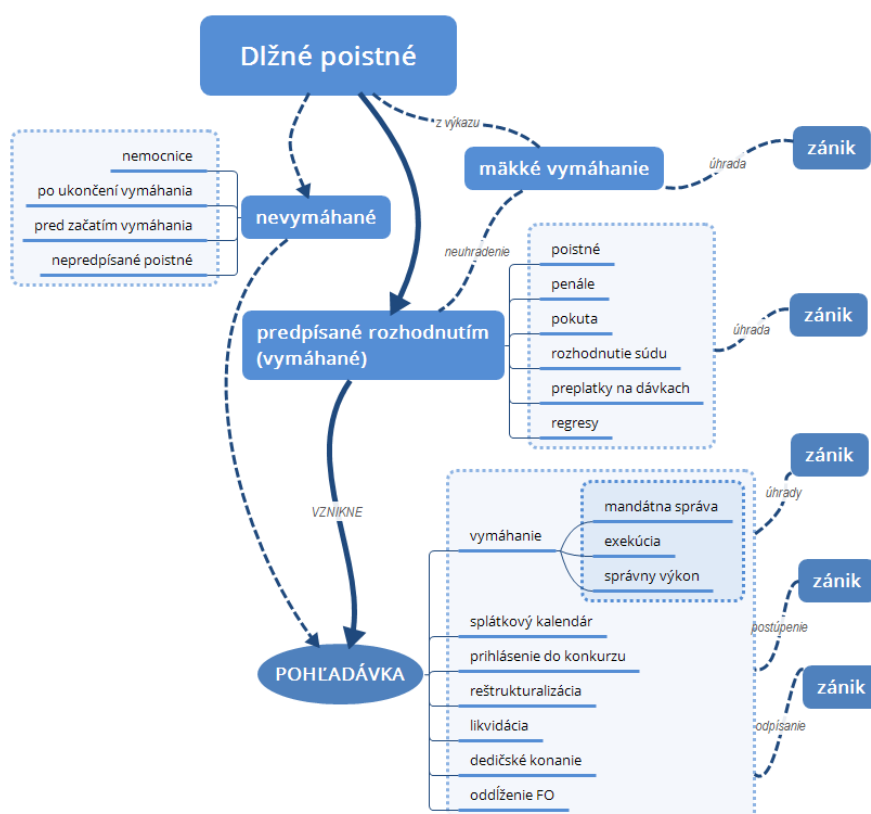 Dlžné poistné
z výkazu
mäkké vymáhanie
úhrada
zánik
nemocnice
po ukončení vymáhania
pred začatím vymáhania
nepredpísané poistné
nevymáhané
neuhradenie
predpísané rozhodnutím
(vymáhané)
poistné
penále
pokuta
rozhodnutie súdu
preplatky na dávkach
regresy
úhrada
zánik
VZNIKNE
POHĽADÁVKA
vymáhanie
mandátna správa
exekúcia
správny výkon
splátkový kalendár
prihlásenie do konkurzu
reštrukturalizácia
likvidácia
dedičské konanie
oddĺženie FO
úhrady
zánik
postúpenie
zánik
odpísanie
zánik